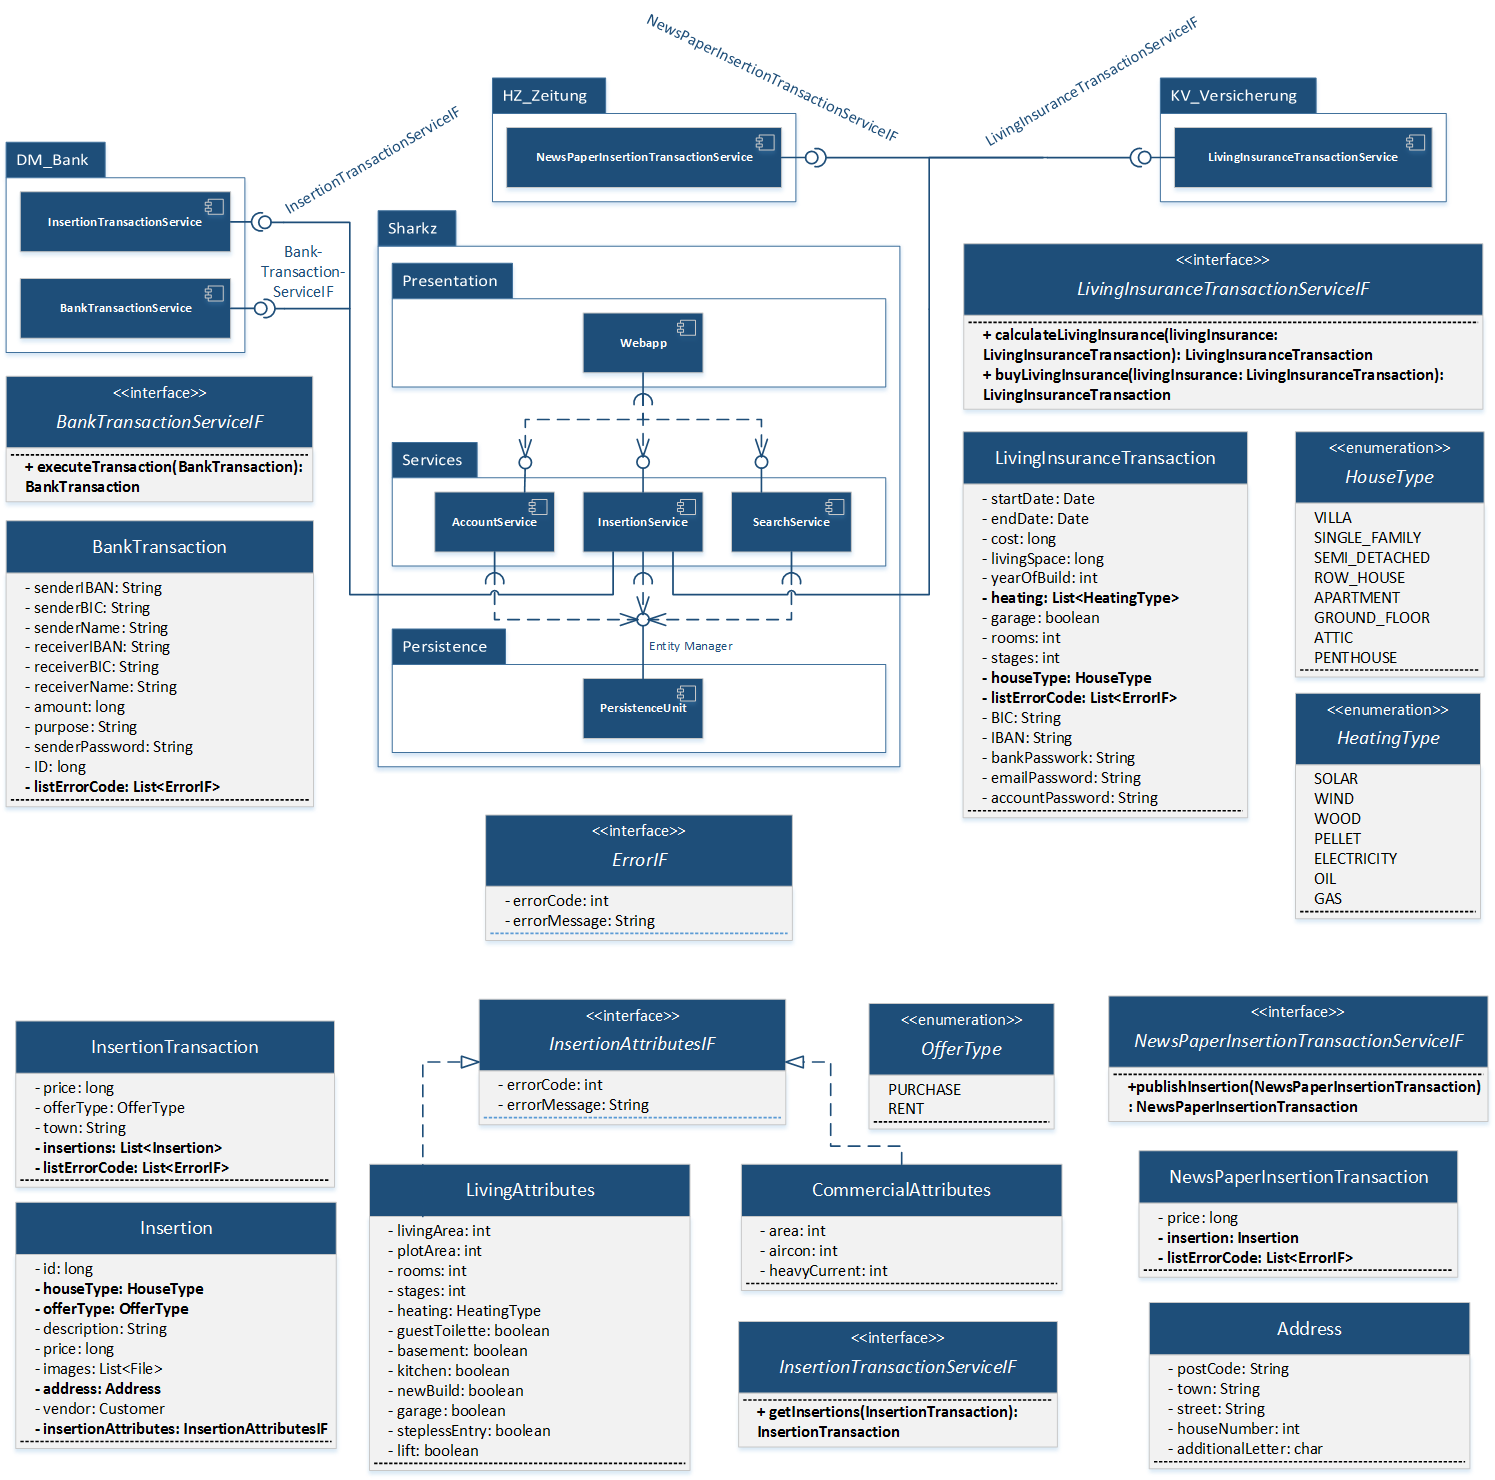 NewsPaperInsertionTransactionServiceIF
LivingInsuranceTransactionServiceIF
HZ_Zeitung
NewsPaperInsertionTransactionService
KV_Versicherung
LivingInsuranceTransactionService
DM_Bank
InsertionTransactionService
BankTransactionService
InsertionTransactionServiceIF
Bank-
Transaction-
ServiceIF
Sharkz
Presentation
Webapp
Services
AccountService
InsertionService
SearchService
Persistence
Entity Manager
PersistenceUnit
<<interface>>
BankTransactionServiceIF
+ executeTransaction(BankTransaction):
BankTransaction
BankTransaction
- senderIBAN: String
- senderBIC: String
- senderName: String
- receiverIBAN: String
- receiverBIC: String
- receiverName: String
- amount: long
- purpose: String
- senderPassword: String
- ID: long
- listErrorCode: List<ErrorIF>
<<interface>>
LivingInsuranceTransactionServiceIF
+ calculateLivingInsurance(livingInsurance:
LivingInsuranceTransaction): LivingInsuranceTransaction
+ buyLivingInsurance(livingInsurance: LivingInsuranceTransaction):
LivingInsuranceTransaction
LivingInsuranceTransaction
- startDate: Date
- endDate: Date
- cost: long
- livingSpace: long
- yearOfBuild: int
- heating: List<HeatingType>
- garage: boolean
- rooms: int
- stages: int
- houseType: HouseType
- listErrorCode: List<ErrorIF>
- BIC: String
- IBAN: String
- bankPasswork: String
- emailPassword: String
- accountPassword: String
<<enumeration>>
HouseType
VILLA
SINGLE_FAMILY
SEMI_DETACHED
ROW_HOUSE
APARTMENT
GROUND_FLOOR
ATTIC
PENTHOUSE
<<enumeration>>
HeatingType
SOLAR
WIND
WOOD
PELLET
ELECTRICITY
OIL
GAS
<<interface>>
ErrorIF
- errorCode: int
- errorMessage: String
InsertionTransaction
- price: long
- offerType: OfferType
- town: String
- insertions: List<Insertion>
- listErrorCode: List<ErrorIF>
Insertion
- id: long
- houseType: HouseType
- offerType: OfferType
- description: String
- price: long
- images: List<File>
- address: Address
- vendor: Customer
- insertionAttributes: InsertionAttributesIF
<<interface>>
InsertionAttributesIF
- errorCode: int
- errorMessage: String
LivingAttributes
- livingArea: int
- plotArea: int
- rooms: int
- stages: int
- heating: HeatingType
- guestToilette: boolean
- basement: boolean
- kitchen: boolean
- newBuild: boolean
- garage: boolean
- steplessEntry: boolean
- lift: boolean
<<enumeration>>
OfferType
PURCHASE
RENT
CommercialAttributes
- area: int
- aircon: int
- heavyCurrent: int
<<interface>>
InsertionTransactionServiceIF
+ getInsertions(InsertionTransaction):
InsertionTransaction
<<interface>>
NewsPaperInsertionTransactionServiceIF
+publishInsertion(NewsPaperInsertionTransaction)
: NewsPaperInsertionTransaction
NewsPaperInsertionTransaction
- price: long
- insertion: Insertion
- listErrorCode: List<ErrorIF>
Address
- postCode: String
- town: String
- street: String
- houseNumber: int
- additionalLetter: char